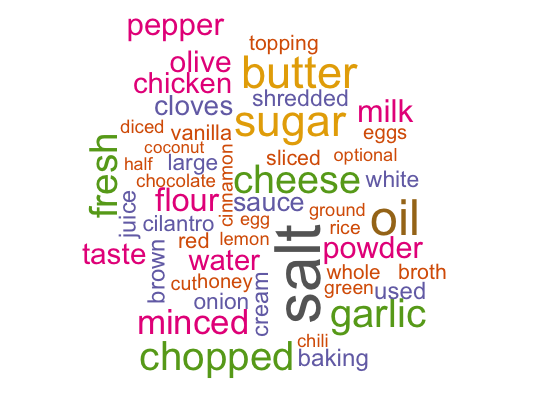 pepper
topping
olive
butter
chicken
shredded
cloves
milk
sugar
diced
vanilla
eggs
coconut
half
large
sliced
optional
chocolate
cinnamon
cheese
white
fresh
juice
flour
sauce
ground
oil
cilantro
egg
rice
red
lemon
salt
taste
water
powder
brown
cut
honey
cream
whole
broth
green
used
onion
minced
garlic
chili
chopped
baking